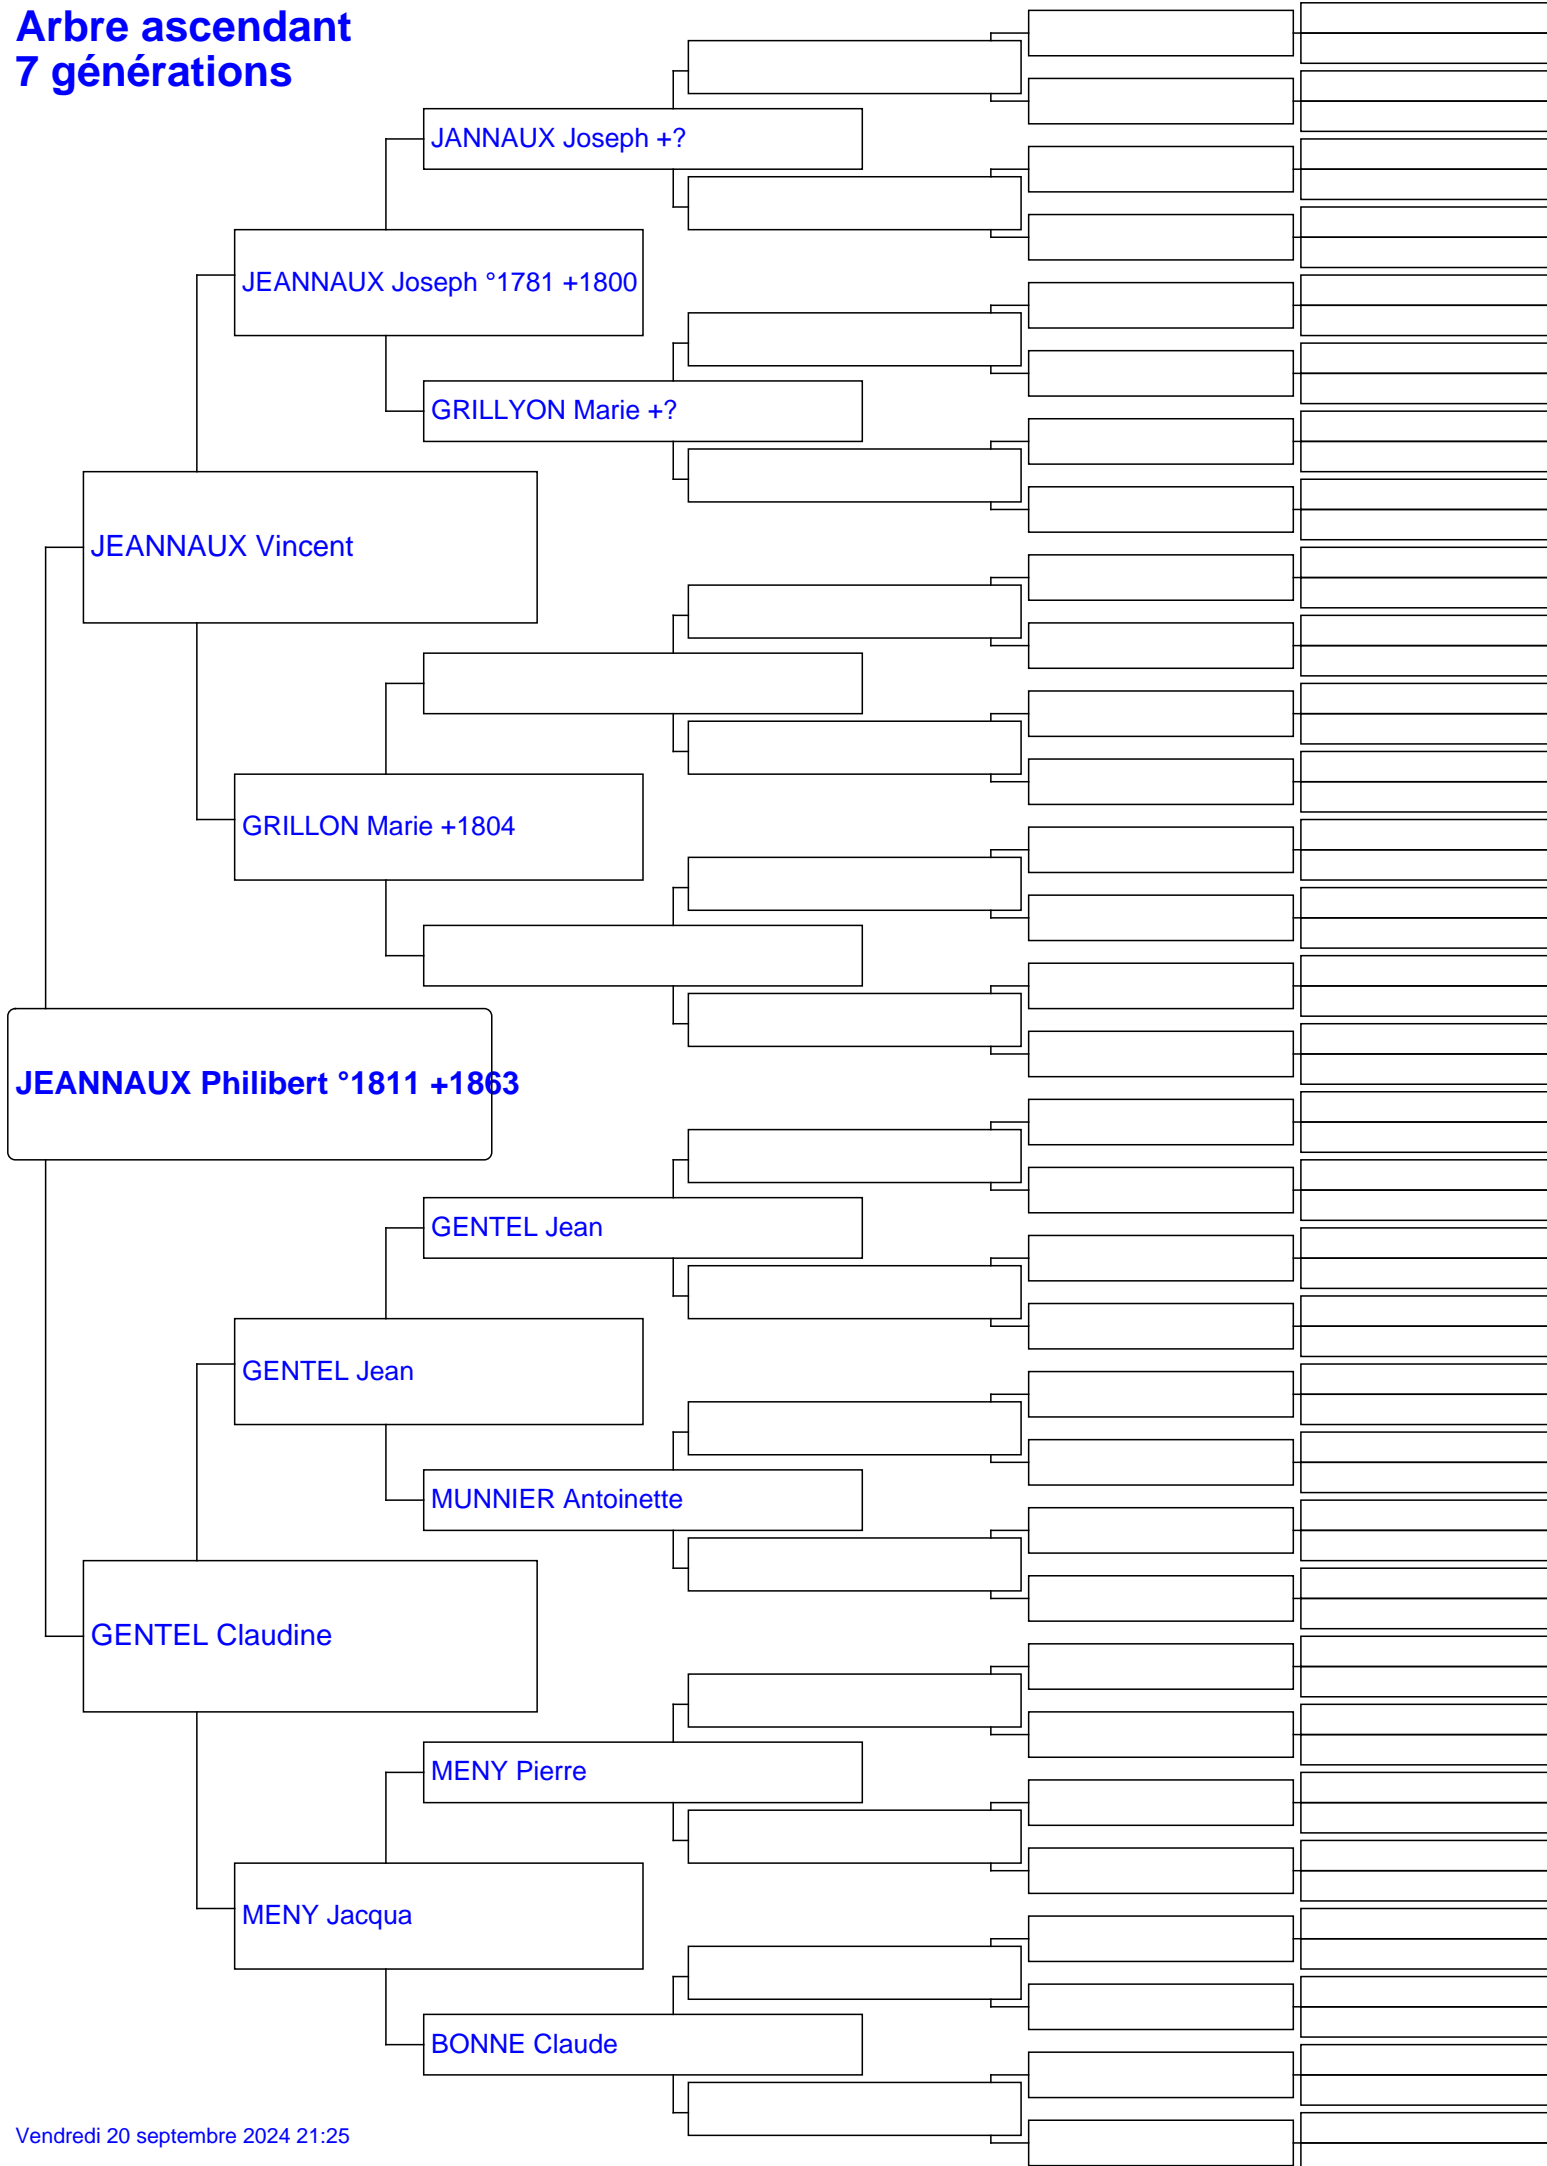 Arbre ascendant
7 générations
JANNAUX Joseph +?
JEANNAUX Joseph °1781 +1800
GRILLYON Marie +?
JEANNAUX Vincent
GRILLON Marie +1804
JEANNAUX Philibert °1811 +1863
GENTEL Jean
GENTEL Jean
MUNNIER Antoinette
GENTEL Claudine
MENY Pierre
MENY Jacqua
BONNE Claude
Vendredi 20 septembre 2024 21:25